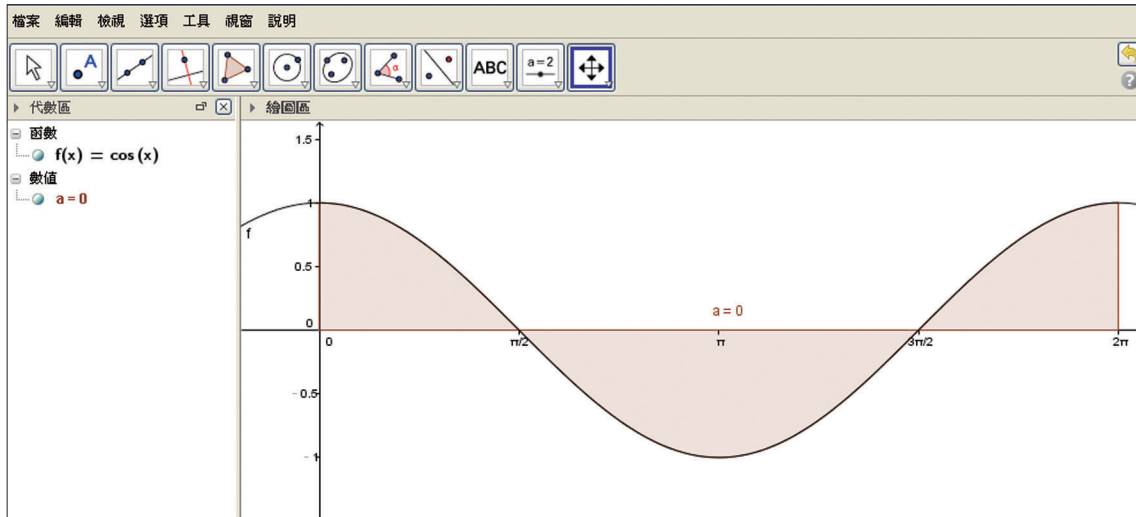 檔案 編輯 檢視 選項 工具 視窗 說明
A α ABC a=2
代數區
函數
f(x) = cos (x)
數值
a = 0
繪圖區
1.5
1
f
0.5
a = 0
0
0 π/2 π 3π/2 2π
-0.5
-1
?